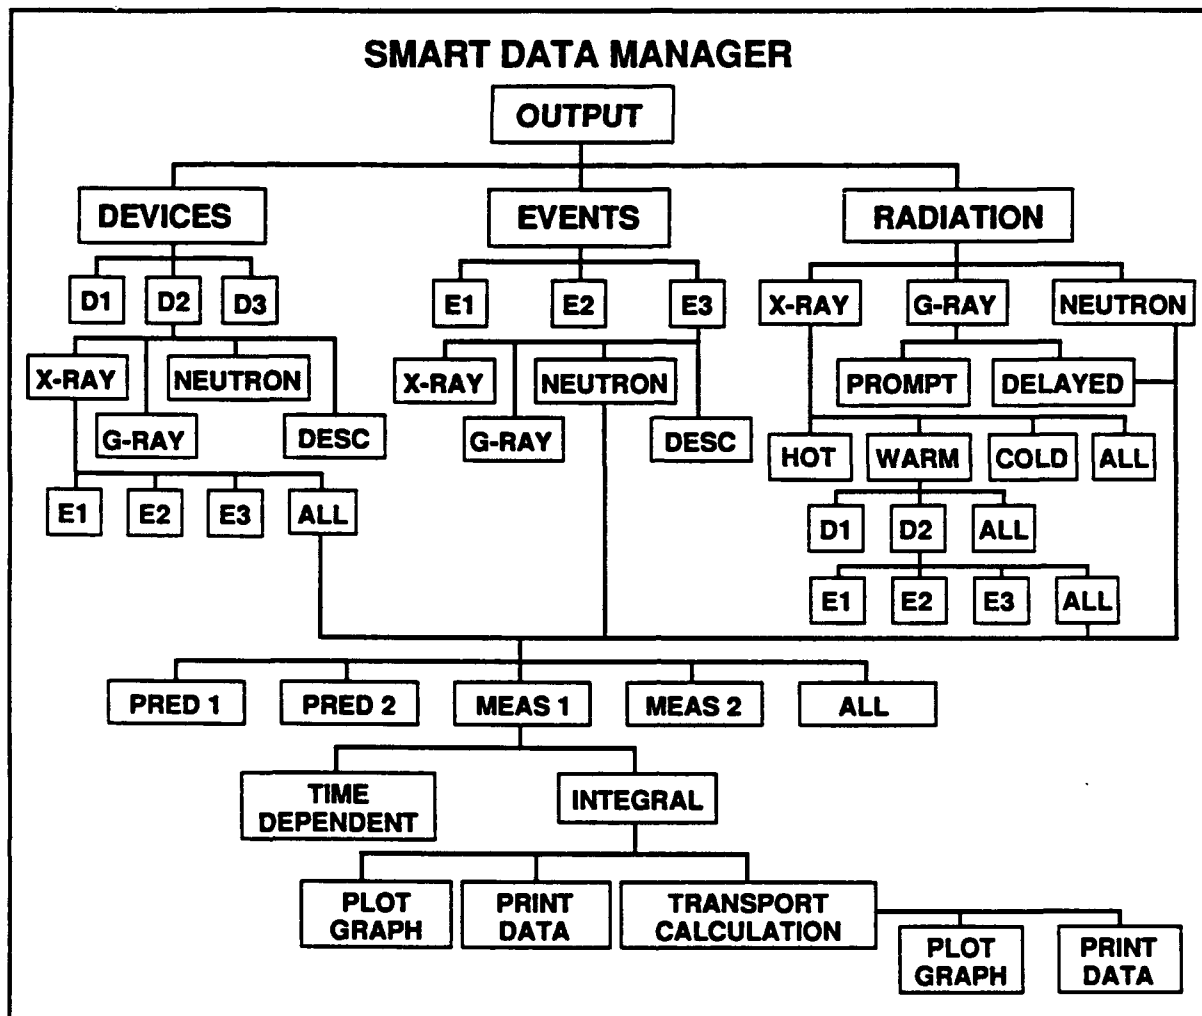 SMART DATA MANAGER
OUTPUT
DEVICES
EVENTS
RADIATION
D1
D2
D3
E1
E2
E3
X-RAY
G-RAY
NEUTRON
X-RAY
NEUTRON
X-RAY
NEUTRON
PROMPT
DELAYED
G-RAY
DESC
G-RAY
DESC
HOT
WARM
COLD
ALL
E1
E2
E3
ALL
D1
D2
ALL
E1
E2
E3
ALL
PRED 1
PRED 2
MEAS 1
MEAS 2
ALL
TIME
DEPENDENT
INTEGRAL
PLOT
GRAPH
PRINT
DATA
TRANSPORT
CALCULATION
PLOT
GRAPH
PRINT
DATA